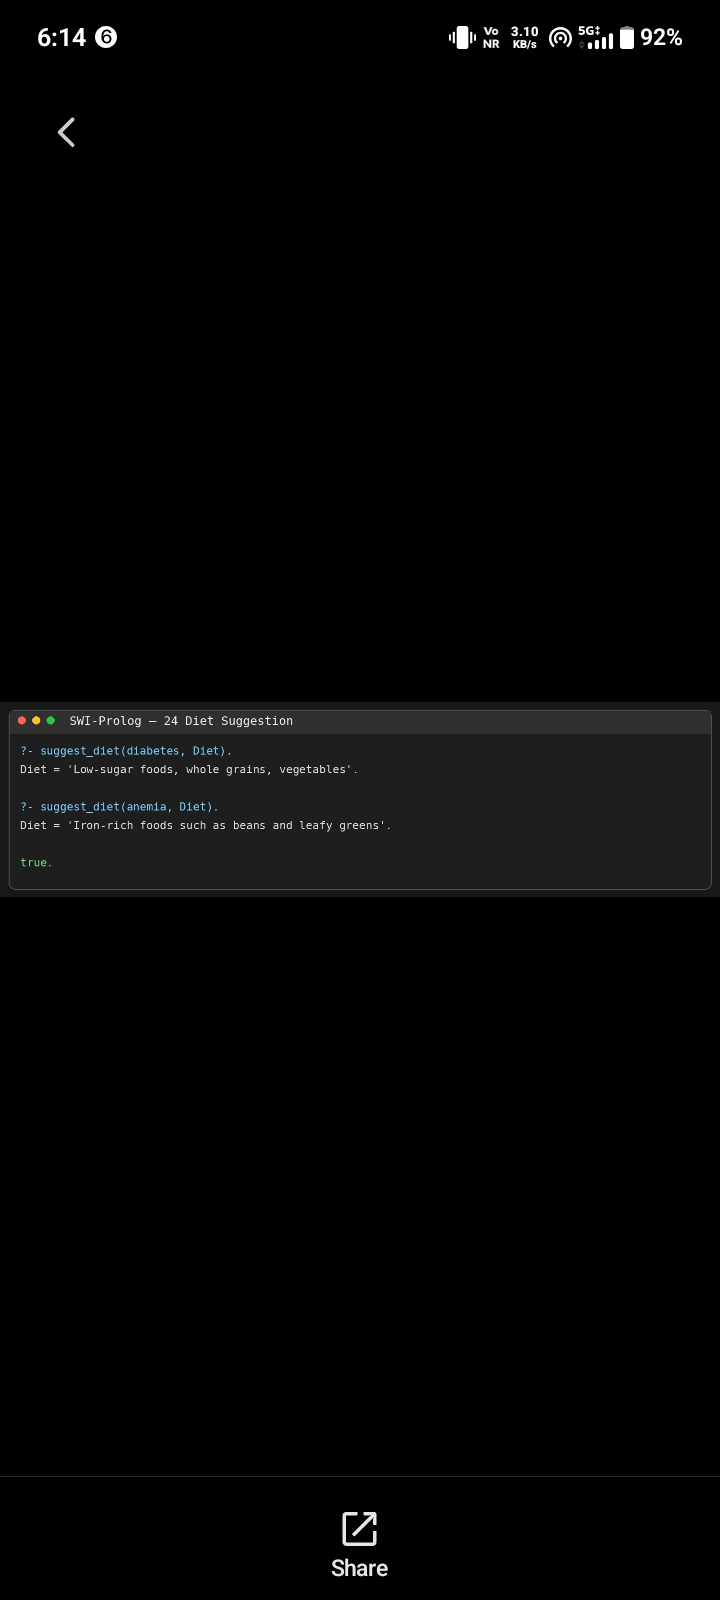 6:14 6 Vo NR 3.10 KB/s 5G‡ 92%
SWI-Prolog — 24 Diet Suggestion
?- suggest_diet(diabetes, Diet).
Diet = 'Low-sugar foods, whole grains, vegetables'.
?- suggest_diet(anemia, Diet).
Diet = 'Iron-rich foods such as beans and leafy greens'.
true.
Share